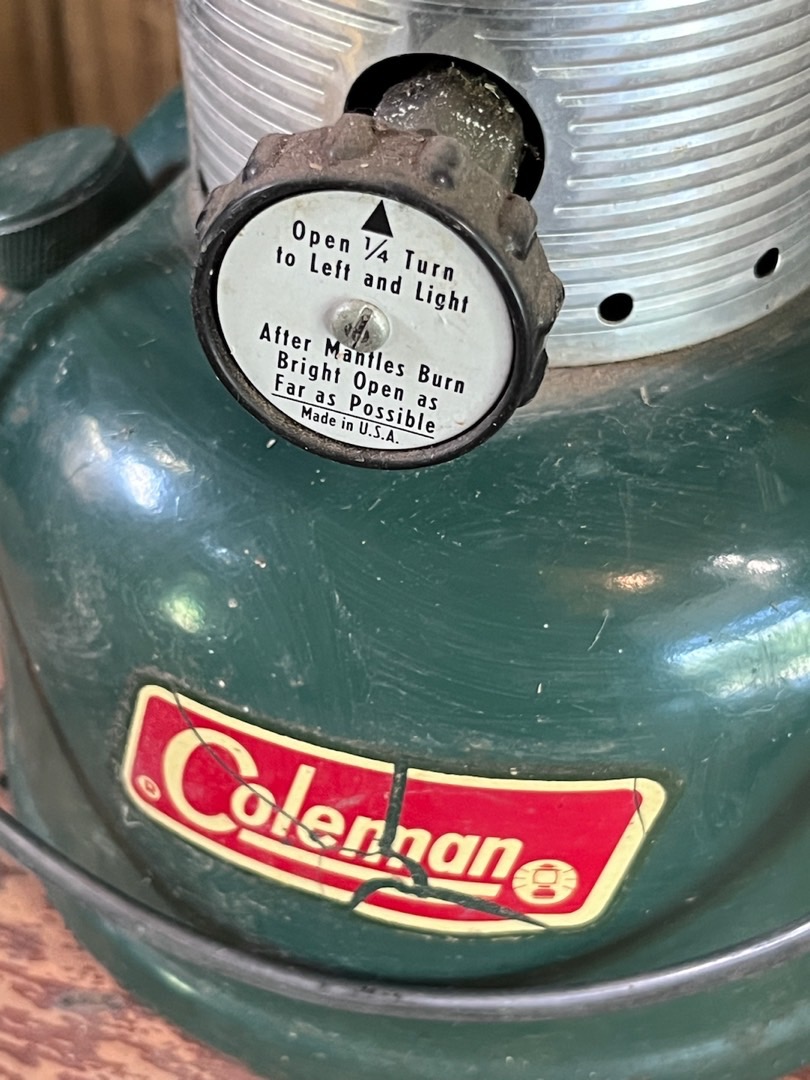 Open 1/4 Turn
to Left and Light
After Mantles Burn
Bright Open as
Far as Possible
Made in U.S.A.
Coleman
®